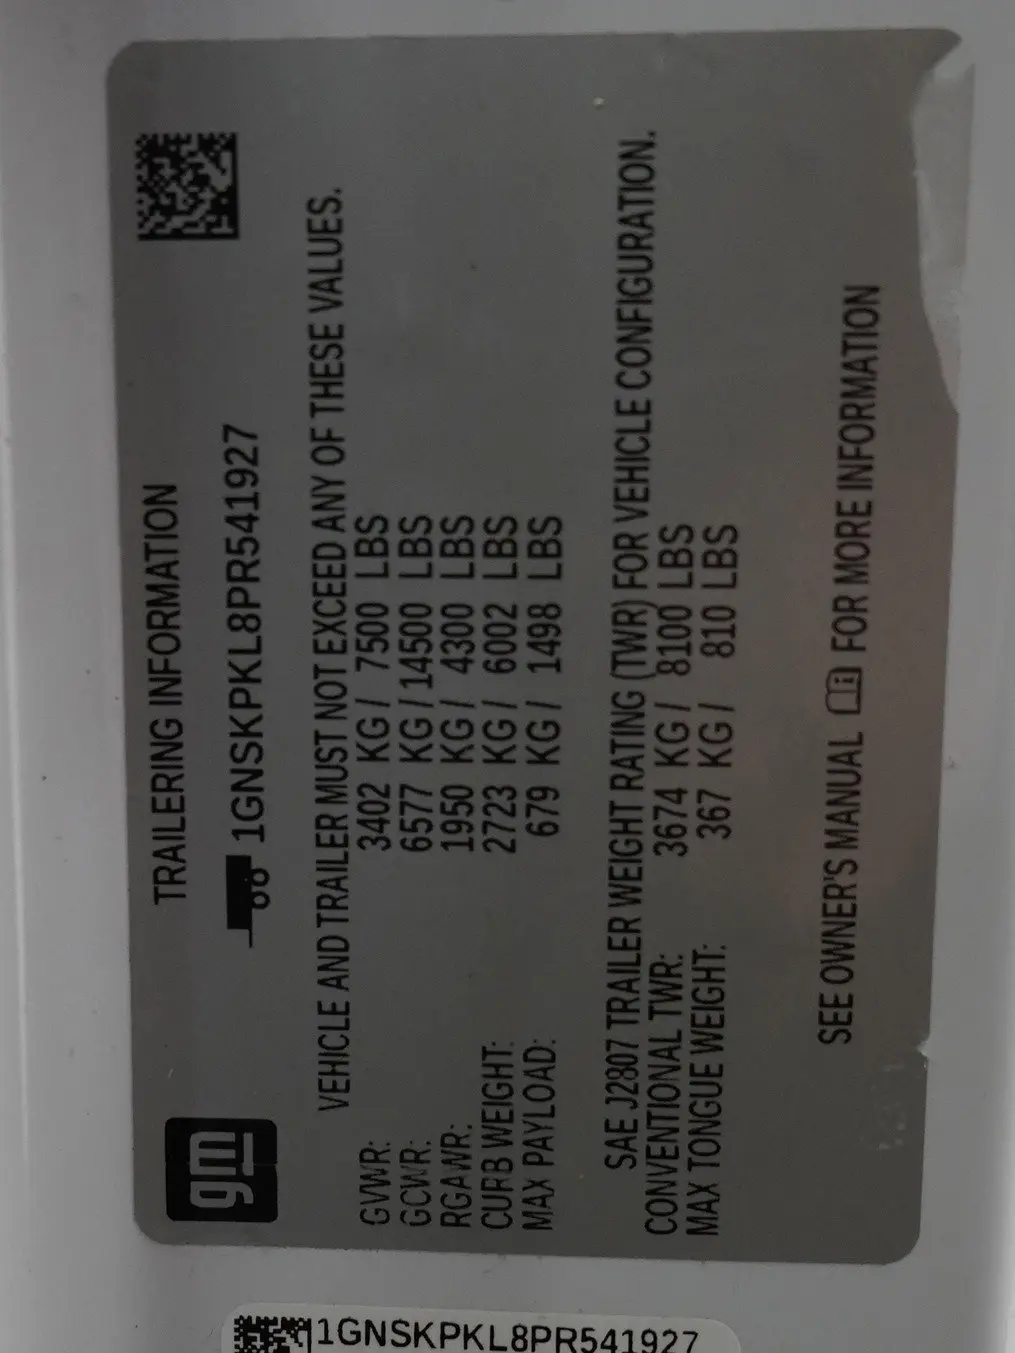 gm
TRAILERING INFORMATION
1GNSKPKL8PR541927
VEHICLE AND TRAILER MUST NOT EXCEED ANY OF THESE VALUES.
GVWR: 3402 KG / 7500 LBS
GCWR: 6577 KG / 14500 LBS
RGAWR: 1950 KG / 4300 LBS
CURB WEIGHT: 2723 KG / 6002 LBS
MAX PAYLOAD: 679 KG / 1498 LBS
SAE J2807 TRAILER WEIGHT RATING (TWR) FOR VEHICLE CONFIGURATION.
CONVENTIONAL TWR: 3674 KG / 8100 LBS
MAX TONGUE WEIGHT: 367 KG / 810 LBS
SEE OWNER'S MANUAL FOR MORE INFORMATION
1GNSKPKL8PR541927